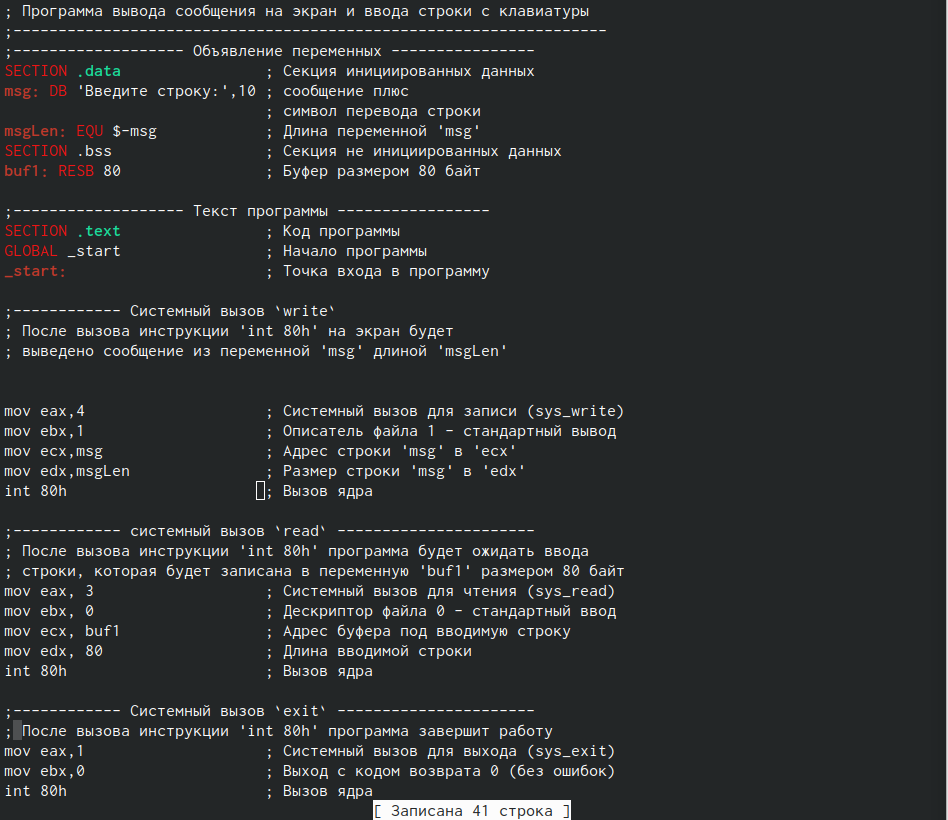 ; Программа вывода сообщения на экран и ввода строки с клавиатуры
;------------------------------------------------------------------
;------------------- Объявление переменных ----------------
SECTION .data                ; Секция инициированных данных
msg: DB 'Введите строку:',10 ; сообщение плюс
                             ; символ перевода строки
msgLen: EQU $-msg            ; Длина переменной 'msg'
SECTION .bss                 ; Секция не инициированных данных
buf1: RESB 80                ; Буфер размером 80 байт
;------------------- Текст программы -----------------
SECTION .text                ; Код программы
GLOBAL _start                ; Начало программы
_start:                      ; Точка входа в программу
;------------ Системный вызов `write`
; После вызова инструкции 'int 80h' на экран будет
; выведено сообщение из переменной 'msg' длиной 'msgLen'
mov eax,4                    ; Системный вызов для записи (sys_write)
mov ebx,1                    ; Описатель файла 1 - стандартный вывод
mov ecx,msg                  ; Адрес строки 'msg' в 'ecx'
mov edx,msgLen               ; Размер строки 'msg' в 'edx'
int 80h                      ; Вызов ядра
;------------ системный вызов `read` ----------------------
; После вызова инструкции 'int 80h' программа будет ожидать ввода
; строки, которая будет записана в переменную 'buf1' размером 80 байт
mov eax, 3                   ; Системный вызов для чтения (sys_read)
mov ebx, 0                   ; Дескриптор файла 0 - стандартный ввод
mov ecx, buf1                ; Адрес буфера под вводимую строку
mov edx, 80                  ; Длина вводимой строки
int 80h                      ; Вызов ядра
;------------ Системный вызов `exit` ----------------------
; После вызова инструкции 'int 80h' программа завершит работу
mov eax,1                    ; Системный вызов для выхода (sys_exit)
mov ebx,0                    ; Выход с кодом возврата 0 (без ошибок)
int 80h                      ; Вызов ядра
[ Записана 41 строка ]